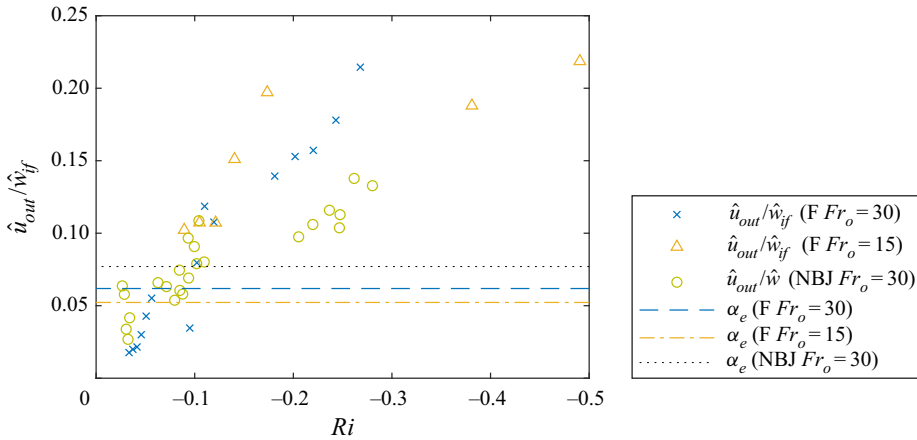 0.25
0.20
0.15
0.10
0.05
û_out/ŵ_if
0 –0.1 –0.2 –0.3 –0.4 –0.5
Ri
û_out/ŵ_if (F Fr_o = 30)
û_out/ŵ_if (F Fr_o = 15)
û_out/ŵ (NBJ Fr_o = 30)
α_e (F Fr_o = 30)
α_e (F Fr_o = 15)
α_e (NBJ Fr_o = 30)